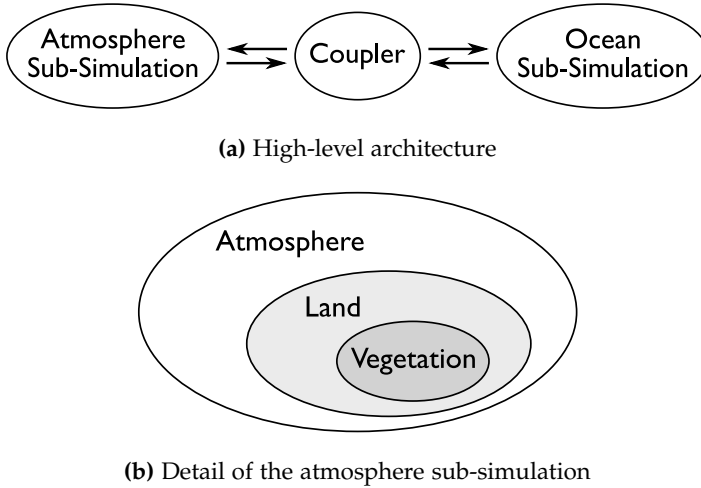 Atmosphere
Sub-Simulation
Coupler
Ocean
Sub-Simulation
(a) High-level architecture
Atmosphere
Land
Vegetation
(b) Detail of the atmosphere sub-simulation